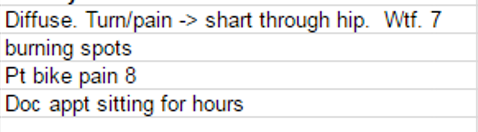 Diffuse. Turn/pain -> shart through hip.  Wtf. 7
burning spots
Pt bike pain 8
Doc appt sitting for hours